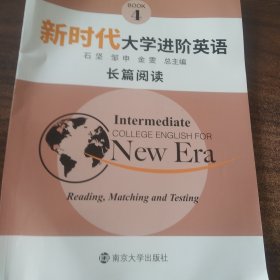 BOOK
4
新时代大学进阶英语
石坚 邹申 金雯 总主编
长篇阅读
Intermediate
COLLEGE ENGLISH FOR
New Era
Reading, Matching and Testing
南京大学出版社